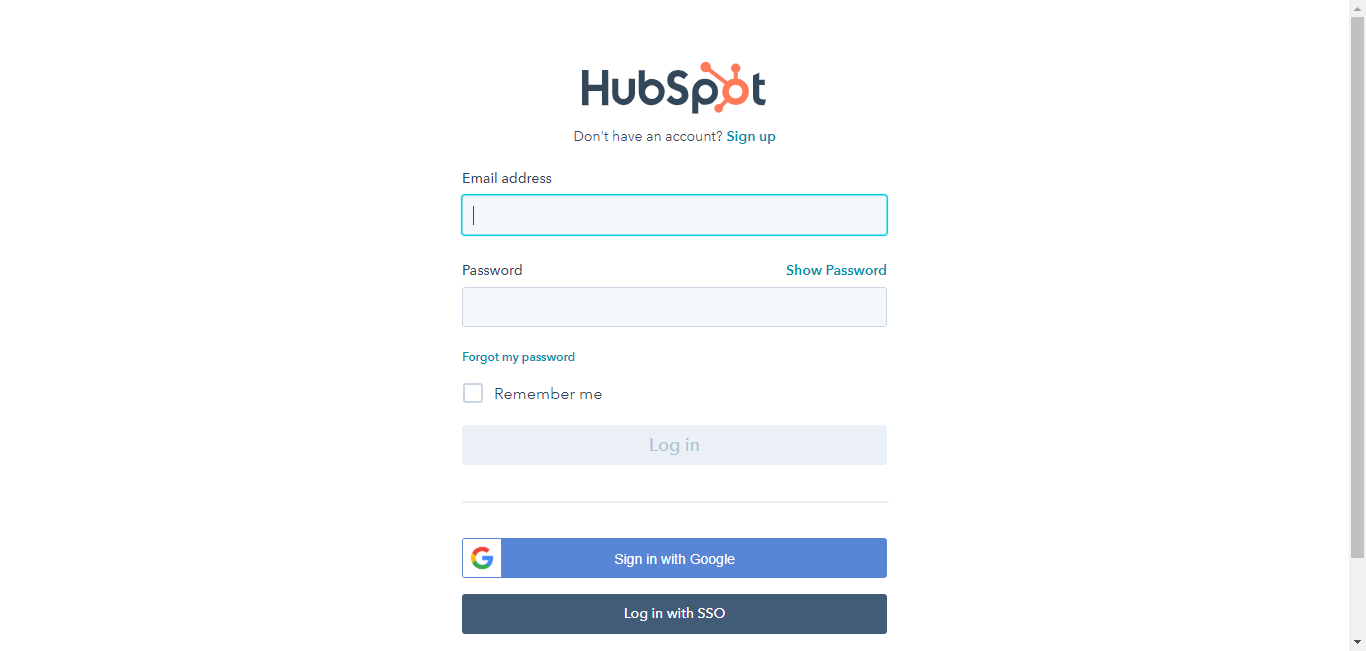 HubSpot
Don't have an account? Sign up
Email address
Password Show Password
Forgot my password
Remember me
Log in
Sign in with Google
Log in with SSO